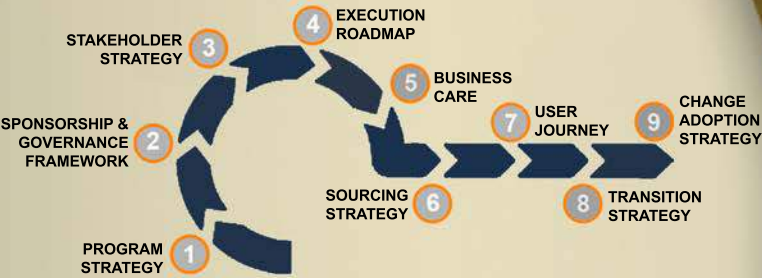 1
PROGRAM
STRATEGY
2
SPONSORSHIP &
GOVERNANCE
FRAMEWORK
3
STAKEHOLDER
STRATEGY
4
EXECUTION
ROADMAP
5
BUSINESS
CARE
6
SOURCING
STRATEGY
7
USER
JOURNEY
8
TRANSITION
STRATEGY
9
CHANGE
ADOPTION
STRATEGY